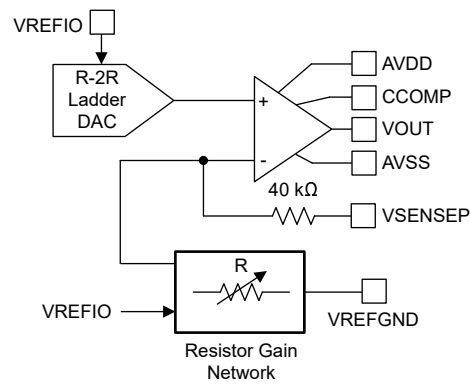 VREFIO
R-2R
Ladder
DAC
+
-
AVDD
CCOMP
VOUT
AVSS
40 kΩ
VSENSEP
R
VREFIO
VREFGND
Resistor Gain
Network